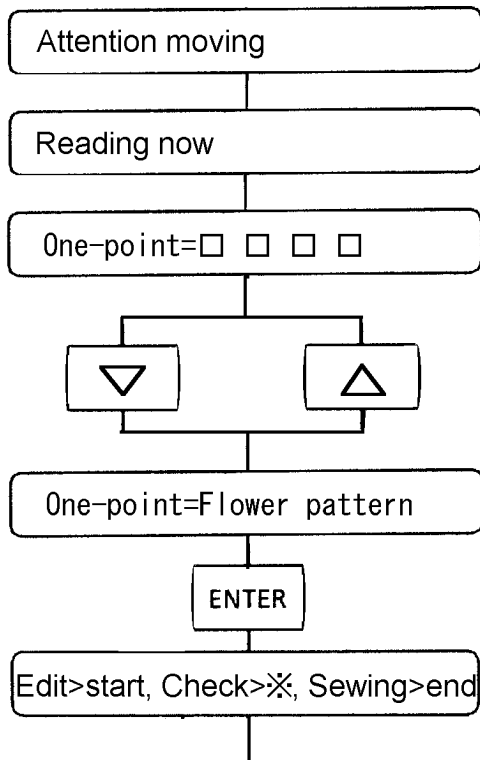 Attention moving
Reading now
One-point=□ □ □ □
▽ △
One-point=Flower pattern
ENTER
Edit>start, Check>※, Sewing>end